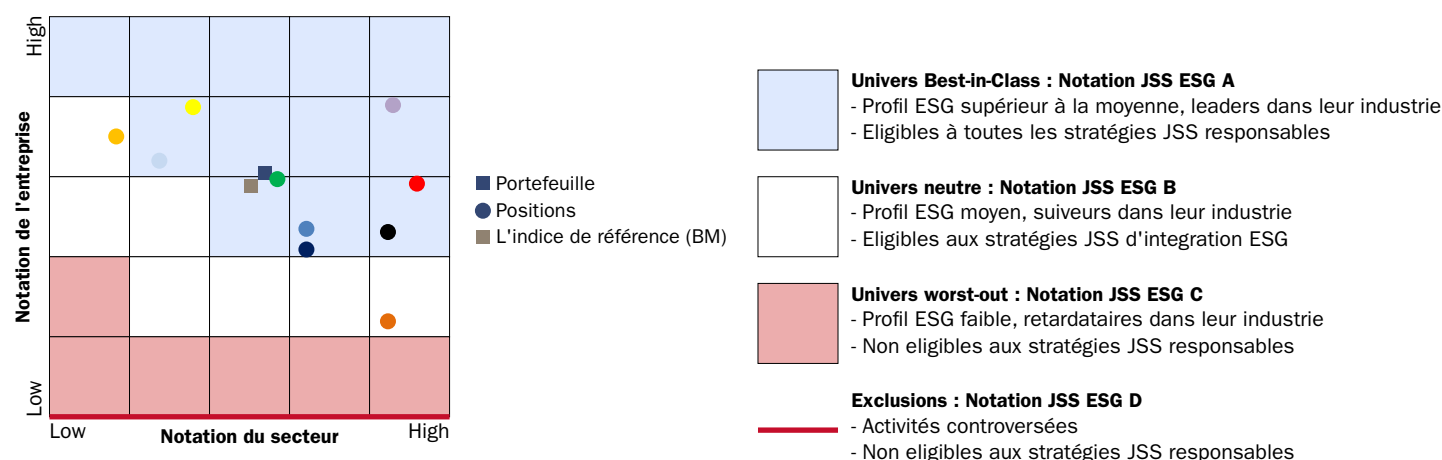 High
Notation de l'entreprise
Low
Low
Notation du secteur
High
Portefeuille
Positions
L'indice de référence (BM)
Univers Best-in-Class : Notation JSS ESG A
- Profil ESG supérieur à la moyenne, leaders dans leur industrie
- Eligibles à toutes les stratégies JSS responsables
Univers neutre : Notation JSS ESG B
- Profil ESG moyen, suiveurs dans leur industrie
- Eligibles aux stratégies JSS d'integration ESG
Univers worst-out : Notation JSS ESG C
- Profil ESG faible, retardataires dans leur industrie
- Non eligibles aux stratégies JSS responsables
Exclusions : Notation JSS ESG D
- Activités controversées
- Non eligibles aux stratégies JSS responsables